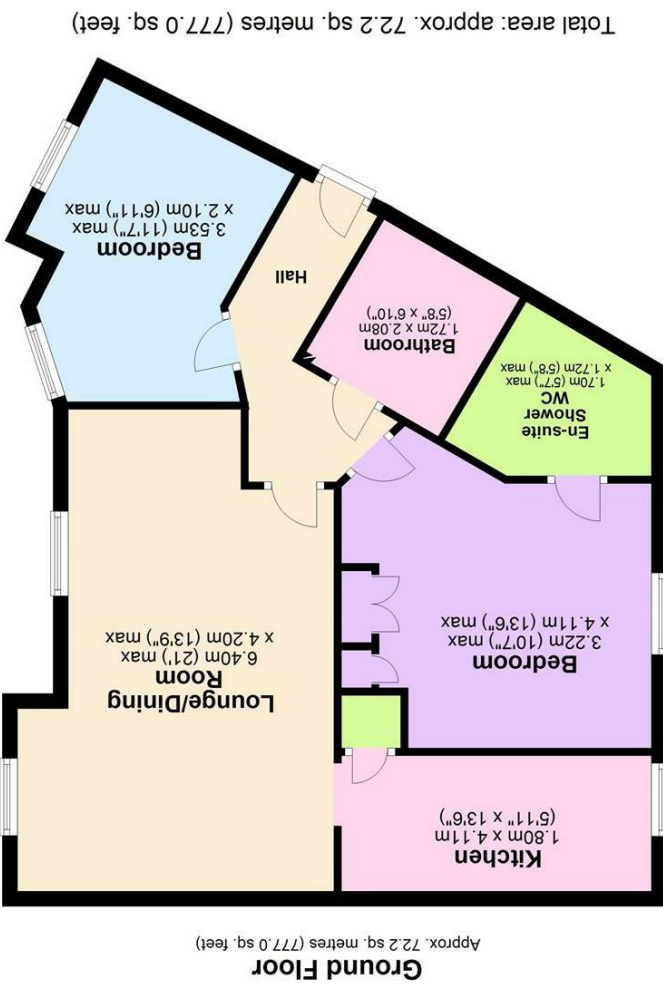 Ground Floor
Approx. 72.2 sq. metres (777.0 sq. feet)
Kitchen
1.80m x 4.11m
(5'11" x 13'6")
Lounge/Dining
Room
6.40m (21') max
x 4.20m (13'9") max
Bedroom
3.22m (10'7") max
x 4.11m (13'6") max
En-suite
Shower
WC
1.70m (5'7") max
x 1.72m (5'8") max
Bathroom
1.72m x 2.08m
(5'8" x 6'10")
Hall
Bedroom
3.53m (11'7") max
x 2.10m (6'11") max
Total area: approx. 72.2 sq. metres (777.0 sq. feet)